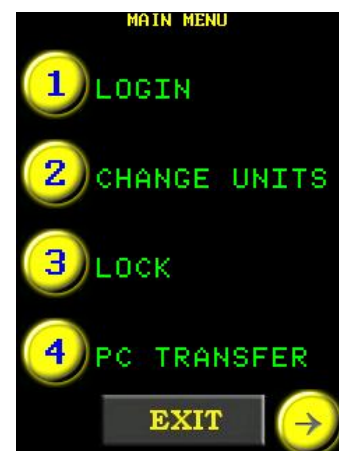 MAIN MENU
1 LOGIN
2 CHANGE UNITS
3 LOCK
4 PC TRANSFER
EXIT →